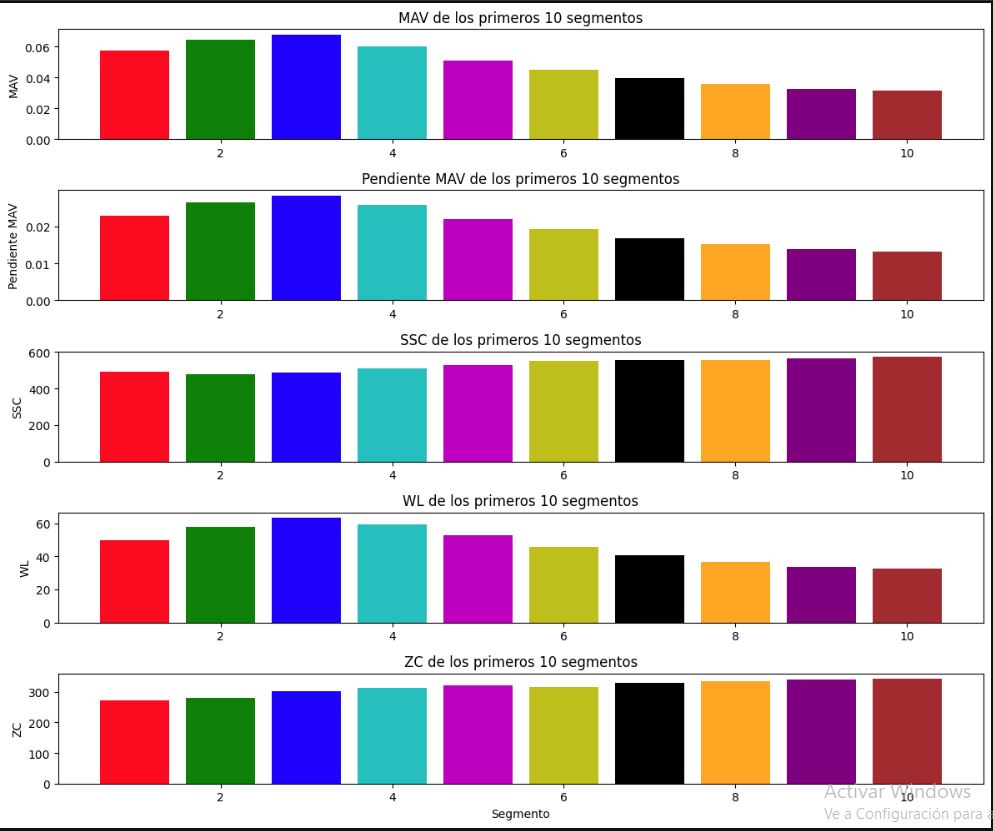 MAV de los primeros 10 segmentos
MAV
0.06
0.04
0.02
0.00
2 4 6 8 10
Pendiente MAV de los primeros 10 segmentos
Pendiente MAV
0.02
0.01
0.00
2 4 6 8 10
SSC de los primeros 10 segmentos
SSC
600
400
200
0
2 4 6 8 10
WL de los primeros 10 segmentos
WL
60
40
20
0
2 4 6 8 10
ZC de los primeros 10 segmentos
ZC
300
200
100
0
2 4 6 8 10
Segmento
Activar Windows
Ve a Configuración para